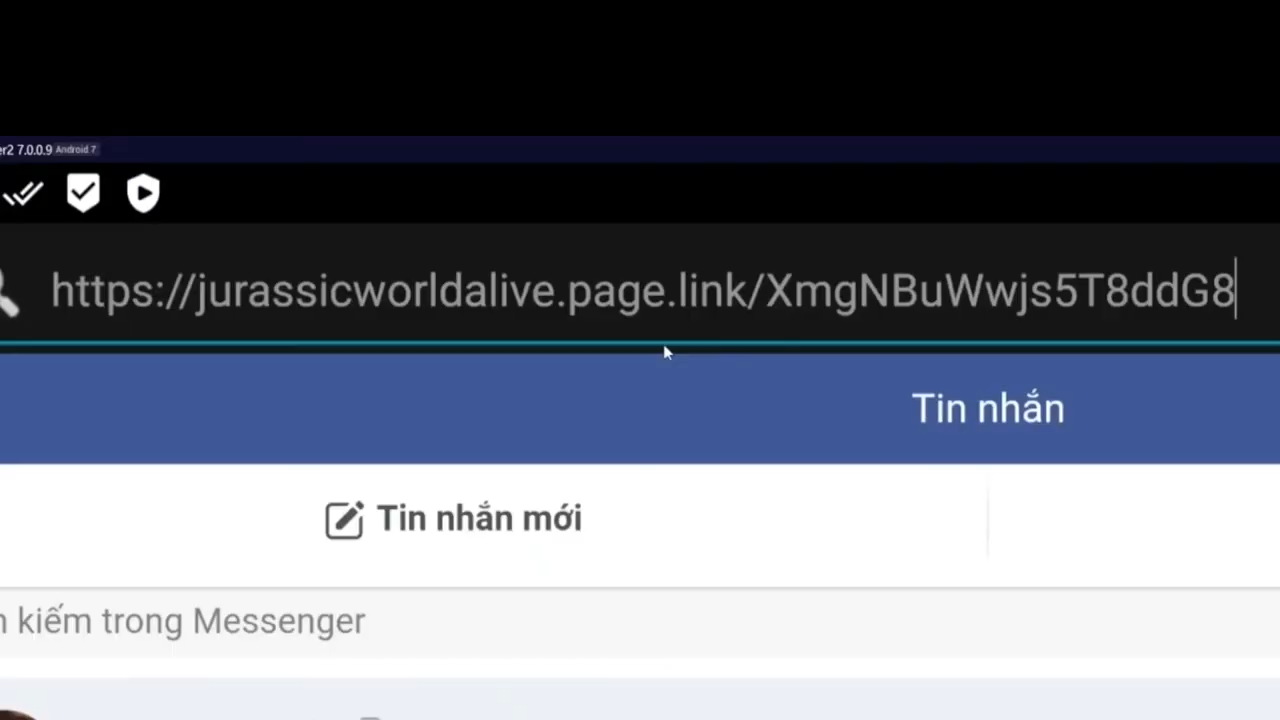 er2 7.0.0.9 Android 7
https://jurassicworldalive.page.link/XmgNBuWwjs5T8ddG8
Tin nhắn
Tin nhắn mới
kiếm trong Messenger